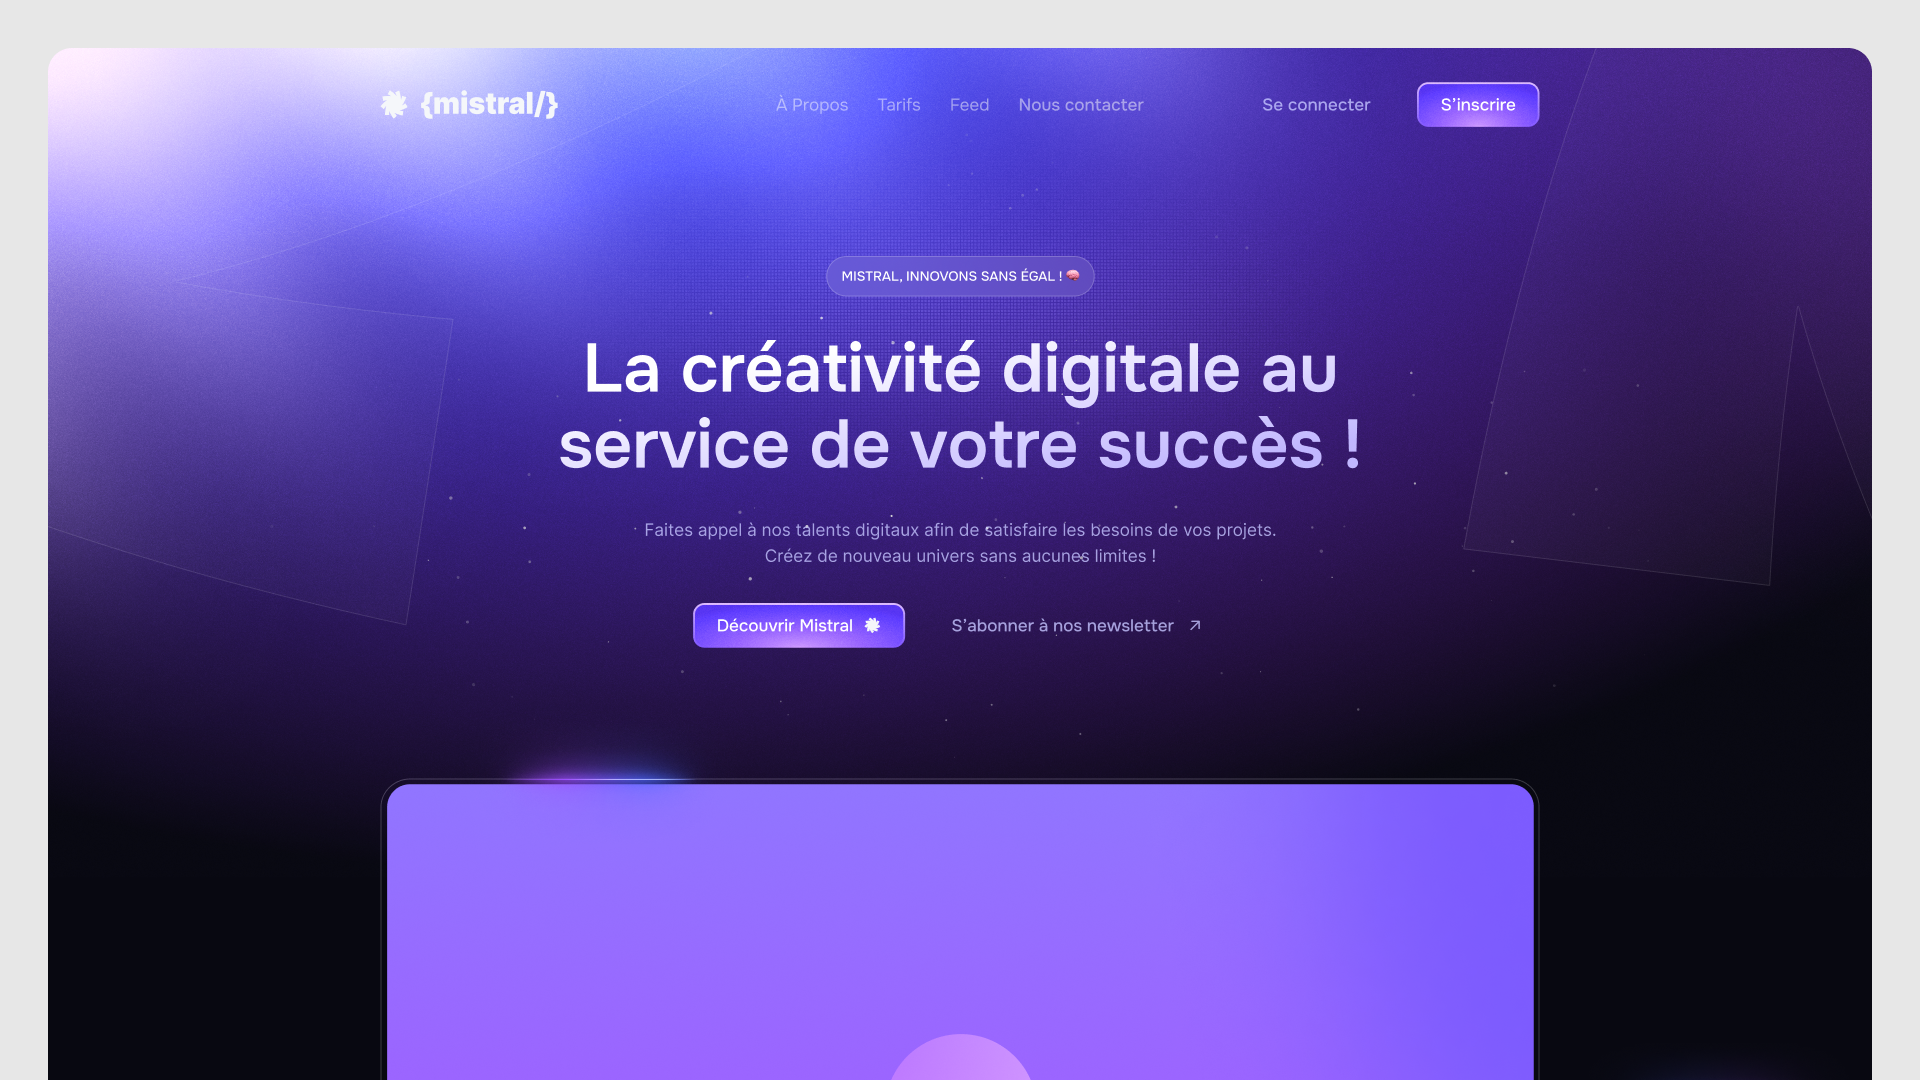 {mistral/}
À Propos Tarifs Feed Nous contacter Se connecter S'inscrire
MISTRAL, INNOVONS SANS ÉGAL ! 🧠
La créativité digitale au
service de votre succès !
Faites appel à nos talents digitaux afin de satisfaire les besoins de vos projets.
Créez de nouveau univers sans aucunes limites !
Découvrir Mistral S'abonner à nos newsletter